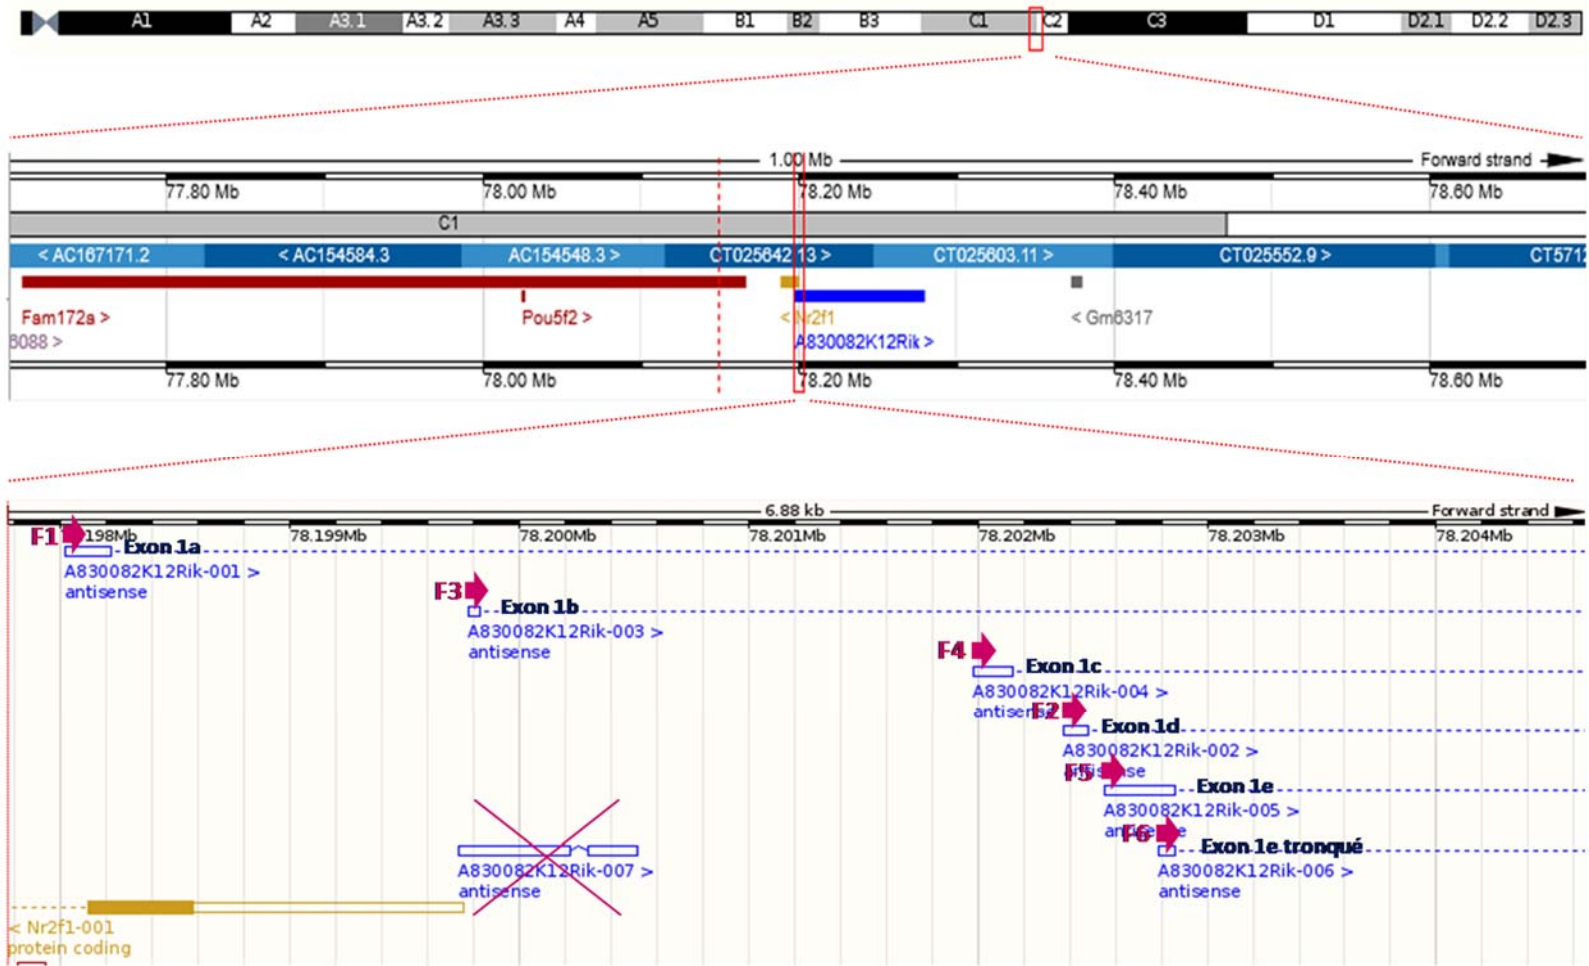 A1 A2 A3.1 A3.2 A3.3 A4 A5 B1 B2 B3 C1 C2 C3 D1 D2.1 D2.2 D2.3
1.00 Mb Forward strand
77.80 Mb 78.00 Mb 78.20 Mb 78.40 Mb 78.60 Mb
C1
< AC167171.2 < AC154584.3 AC154548.3 > CT025642.13 > CT025603.11 > CT025552.9 > CT5712
Fam172a > Pou5f2 > < Nr2f1 < Gm6317
6088 > A830082K12Rik >
77.80 Mb 78.00 Mb 78.20 Mb 78.40 Mb 78.60 Mb
6.88 kb Forward strand
F1 198Mb 78.199Mb 78.200Mb 78.201Mb 78.202Mb 78.203Mb 78.204Mb
Exon 1a
A830082K12Rik-001 >
antisense
F3
Exon 1b
A830082K12Rik-003 >
antisense
F4
Exon 1c
A830082K12Rik-004 >
antisense
F2
Exon 1d
A830082K12Rik-002 >
antisense
F5
Exon 1e
A830082K12Rik-005 >
antisense
F6
Exon 1e tronqué
A830082K12Rik-006 >
antisense
A830082K12Rik-007 >
antisense
< Nr2f1-001
protein coding